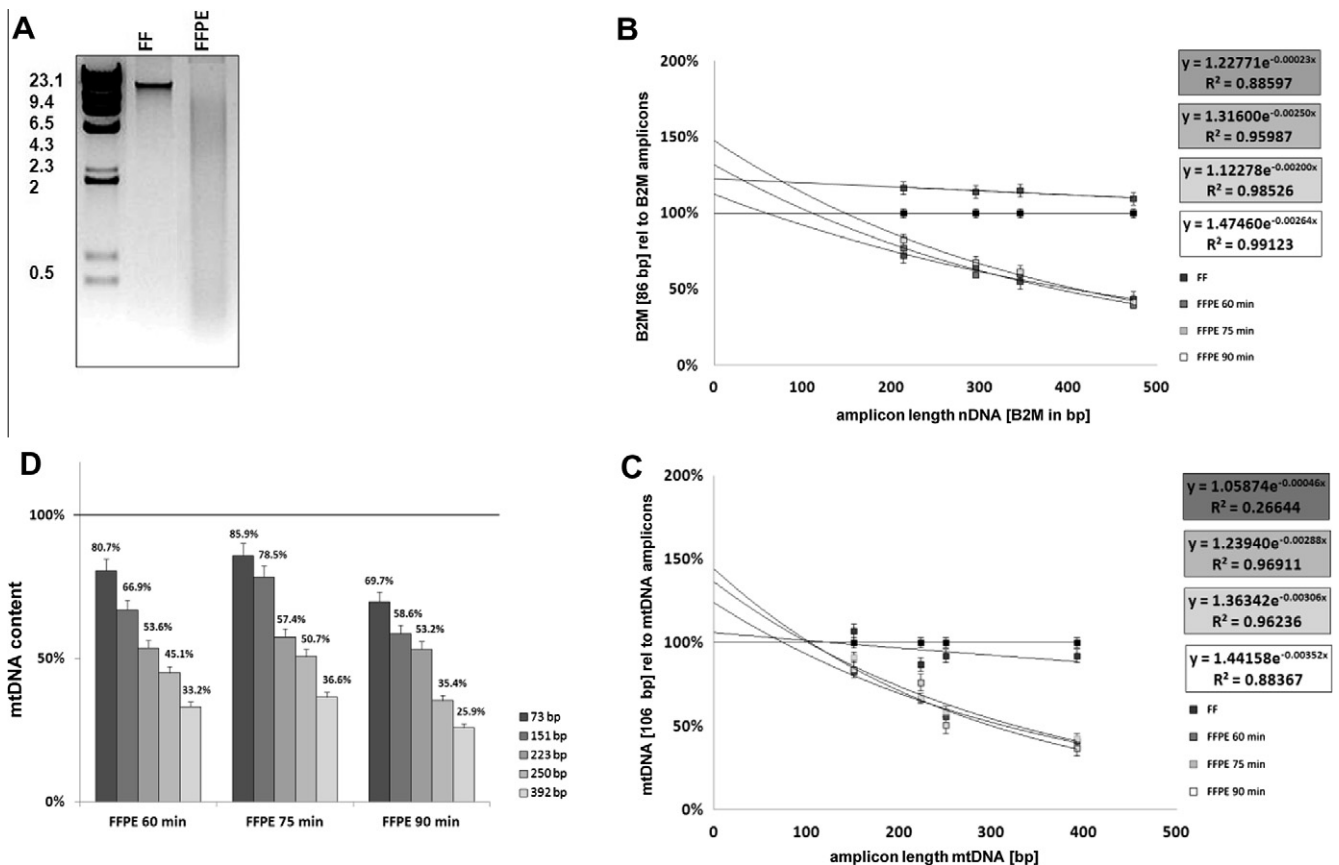 A
FF
FFPE
23.1
9.4
6.5
4.3
2.3
2
0.5
B
B2M [86 bp] rel to B2M amplicons
200%
150%
100%
50%
0%
0 100 200 300 400 500
amplicon length nDNA [B2M in bp]
y = 1.22771e^-0.00023x
R² = 0.88597
y = 1.31600e^-0.00250x
R² = 0.95987
y = 1.12278e^-0.00200x
R² = 0.98526
y = 1.47460e^-0.00264x
R² = 0.99123
FF
FFPE 60 min
FFPE 75 min
FFPE 90 min
D
mtDNA content
100%
50%
0%
80.7%
66.9%
53.6%
45.1%
33.2%
85.9%
78.5%
57.4%
50.7%
36.6%
69.7%
58.6%
53.2%
35.4%
25.9%
FFPE 60 min FFPE 75 min FFPE 90 min
73 bp
151 bp
223 bp
250 bp
392 bp
C
mtDNA [106 bp] rel to mtDNA amplicons
200%
150%
100%
50%
0%
0 100 200 300 400 500
amplicon length mtDNA [bp]
y = 1.05874e^-0.00046x
R² = 0.26644
y = 1.23940e^-0.00288x
R² = 0.96911
y = 1.36342e^-0.00306x
R² = 0.96236
y = 1.44158e^-0.00352x
R² = 0.88367
FF
FFPE 60 min
FFPE 75 min
FFPE 90 min